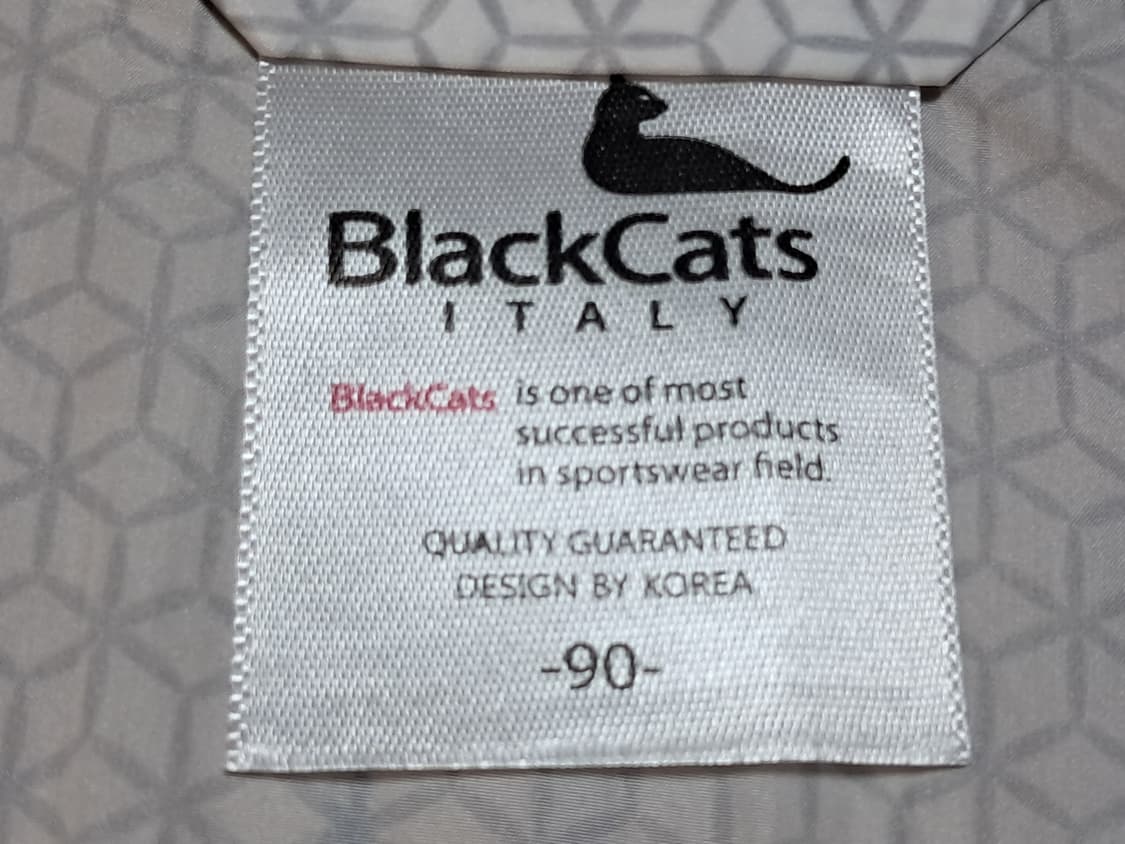 BlackCats
ITALY
BlackCats is one of most
successful products
in sportswear field.
QUALITY GUARANTEED
DESIGN BY KOREA
-90-